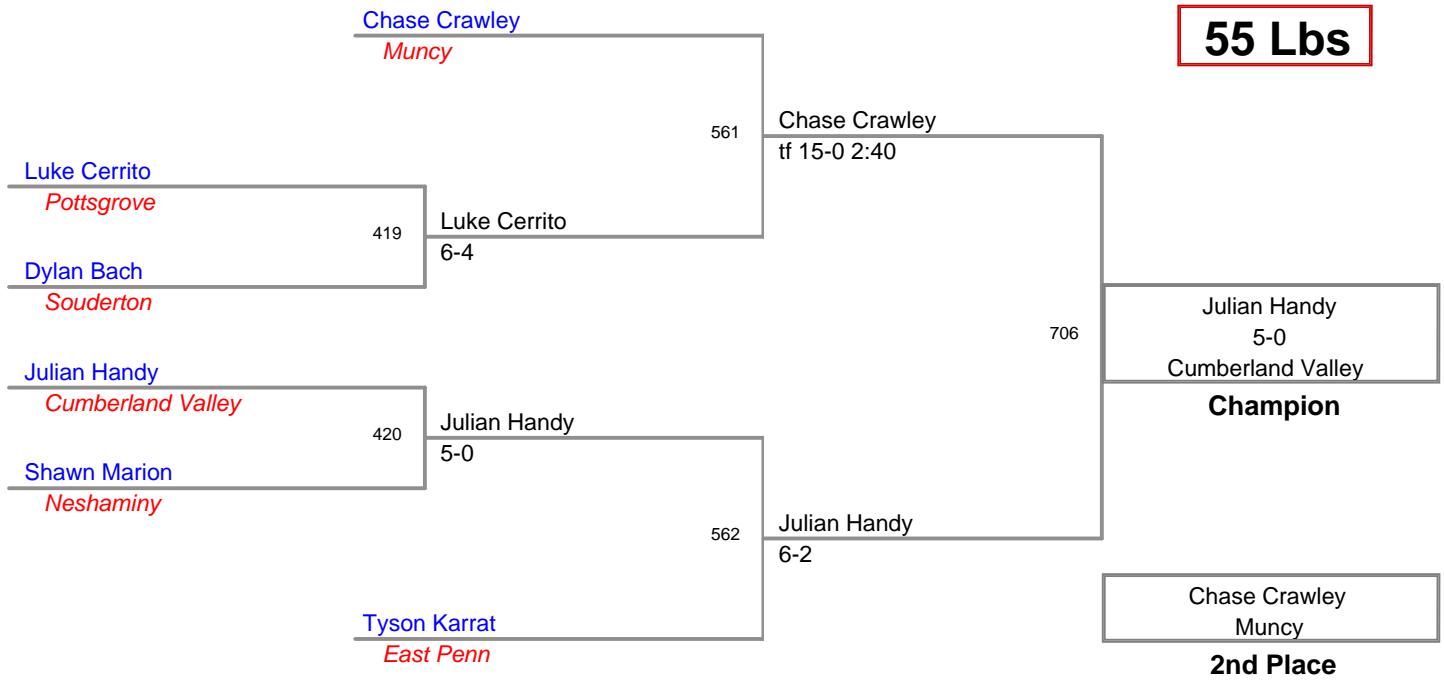 55 Lbs
Chase Crawley
Muncy
561
Chase Crawley
tf 15-0 2:40
Luke Cerrito
Pottsgrove
419
Luke Cerrito
6-4
Dylan Bach
Souderton
706
Julian Handy
5-0
Cumberland Valley
Champion
Julian Handy
Cumberland Valley
420
Julian Handy
5-0
Shawn Marion
Neshaminy
562
Julian Handy
6-2
Tyson Karrat
East Penn
Chase Crawley
Muncy
2nd Place